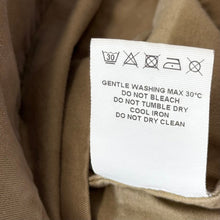 30
GENTLE WASHING MAX 30°C
DO NOT BLEACH
DO NOT TUMBLE DRY
COOL IRON
DO NOT DRY CLEAN